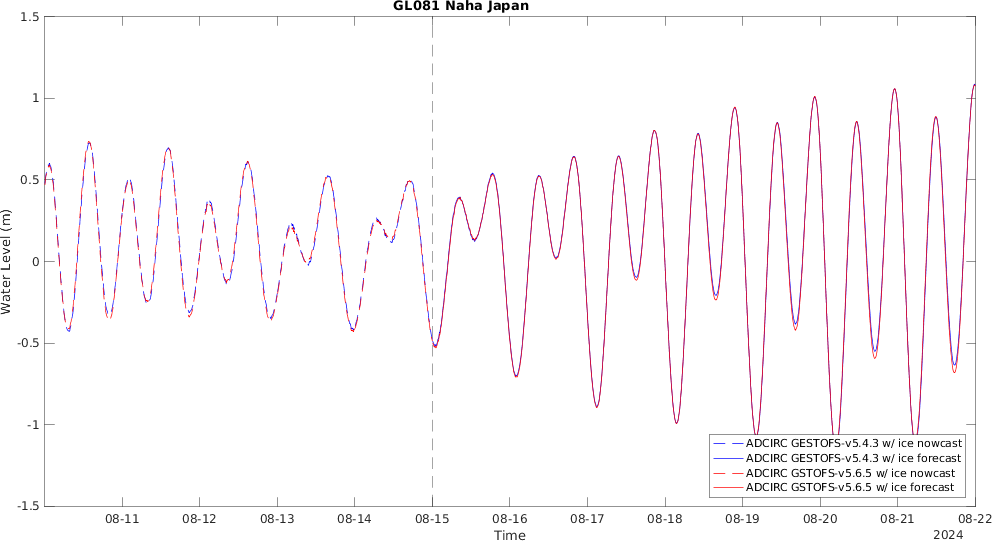 GL081 Naha Japan
Water Level (m)
1.5
1
0.5
0
-0.5
-1
-1.5
ADCIRC GESTOFS-v5.4.3 w/ ice nowcast
ADCIRC GESTOFS-v5.4.3 w/ ice forecast
ADCIRC GSTOFS-v5.6.5 w/ ice nowcast
ADCIRC GSTOFS-v5.6.5 w/ ice forecast
08-11 08-12 08-13 08-14 08-15 08-16 08-17 08-18 08-19 08-20 08-21 08-22
Time
2024